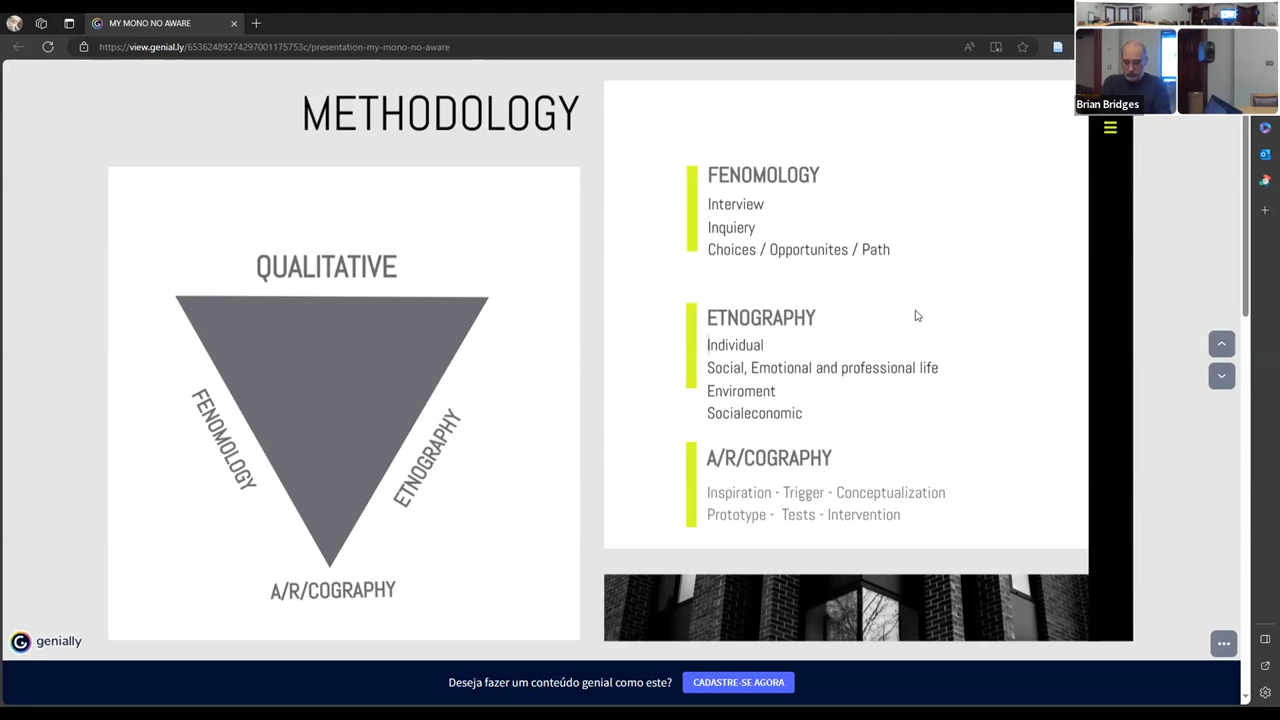 MY MONO NO AWARE
https://view.genial.ly/65362489274297001175753c/presentation-my-mono-no-aware
Brian Bridges
METHODOLOGY
QUALITATIVE
FENOMOLOGY
ETNOGRAPHY
A/R/COGRAPHY
FENOMOLOGY
Interview
Inquiery
Choices / Opportunites / Path
ETNOGRAPHY
Individual
Social, Emotional and professional life
Enviroment
Socialeconomic
A/R/COGRAPHY
Inspiration - Trigger - Conceptualization
Prototype - Tests - Intervention
genially
Deseja fazer um conteúdo genial como este?
CADASTRE-SE AGORA